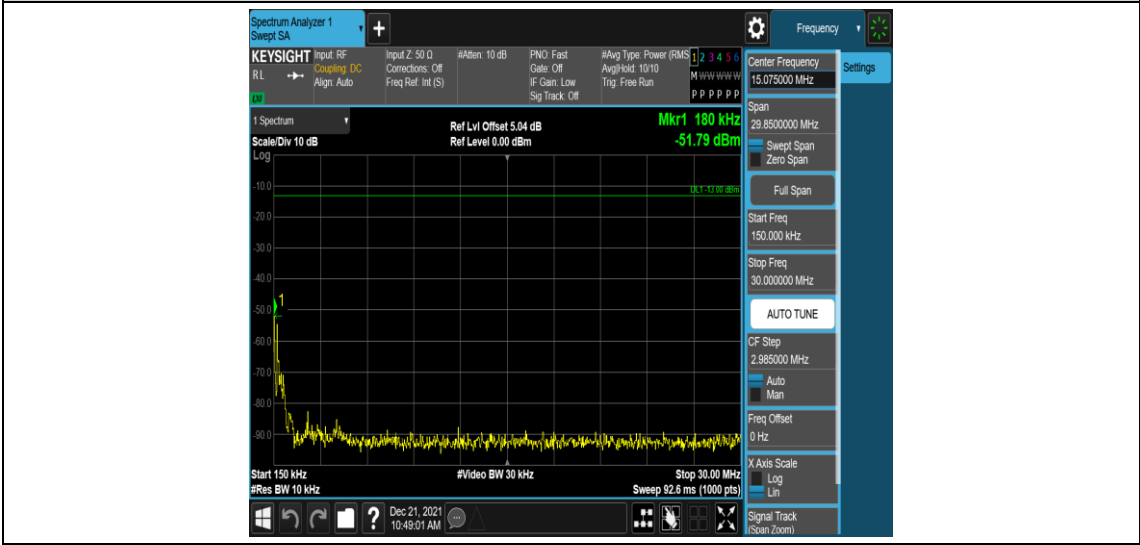 Spectrum Analyzer 1
Swept SA
+
Frequency
KEYSIGHT
RL
Input: RF
Coupling: DC
Align: Auto
Input Z: 50 Ω
Corrections: Off
Freq Ref: Int (S)
#Atten: 10 dB
PNO: Fast
Gate: Off
IF Gain: Low
Sig Track: Off
#Avg Type: Power (RMS
Avg|Hold: 10/10
Trig: Free Run
1 2 3 4 5 6
M W W W W W
P P P P P P
Center Frequency
15.075000 MHz
Settings
Span
29.8500000 MHz
Swept Span
Zero Span
Full Span
Start Freq
150.000 kHz
Stop Freq
30.000000 MHz
AUTO TUNE
CF Step
2.985000 MHz
Auto
Man
Freq Offset
0 Hz
X Axis Scale
Log
Lin
Signal Track
(Span Zoom)
1 Spectrum
Scale/Div 10 dB
Log
Ref Lvl Offset 5.04 dB
Ref Level 0.00 dBm
Mkr1 180 kHz
-51.79 dBm
DL1 -13.00 dBm
-10.0
-20.0
-30.0
-40.0
-50.0
-60.0
-70.0
-80.0
-90.0
1
Start 150 kHz
#Res BW 10 kHz
#Video BW 30 kHz
Stop 30.00 MHz
Sweep 92.6 ms (1000 pts)
?
Dec 21, 2021
10:49:01 AM